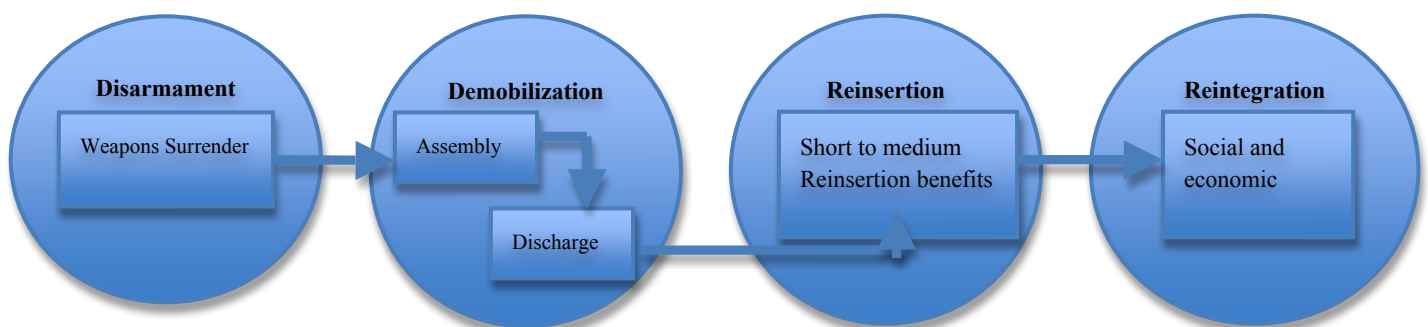 Disarmament
Weapons Surrender
Demobilization
Assembly
Discharge
Reinsertion
Short to medium
Reinsertion benefits
Reintegration
Social and
economic